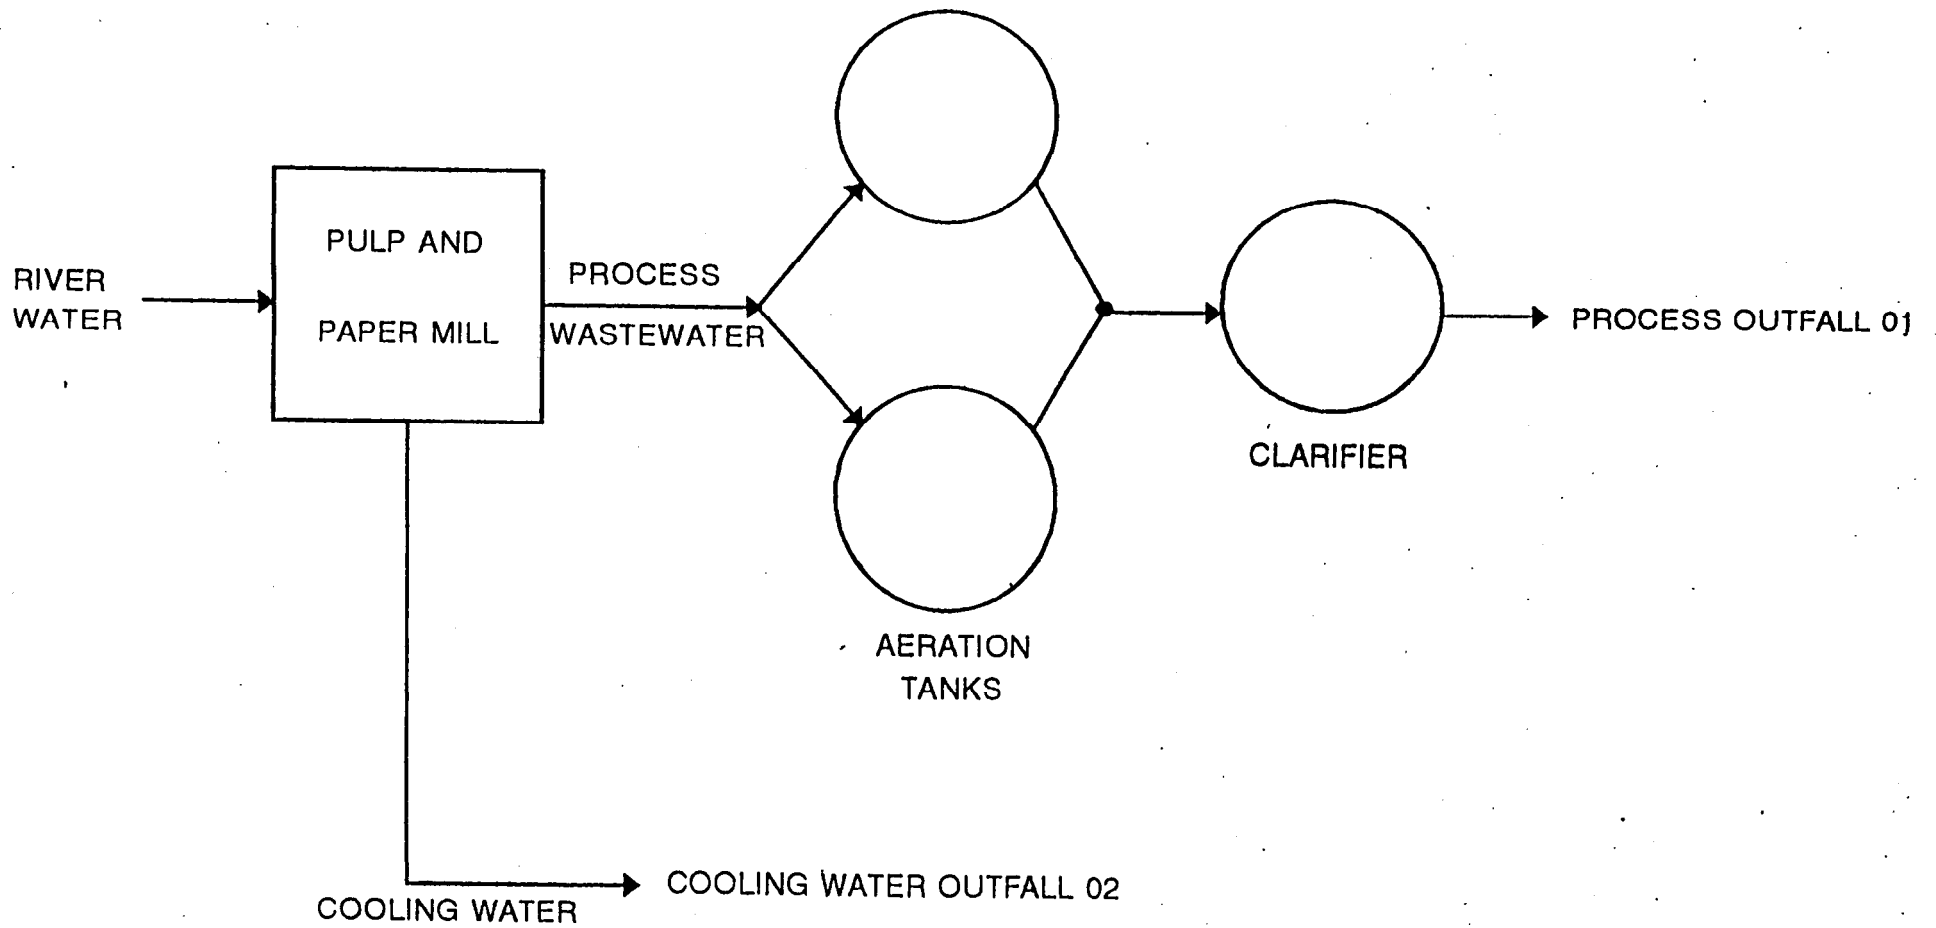 RIVER
WATER
PULP AND
PAPER MILL
PROCESS
WASTEWATER
AERATION
TANKS
CLARIFIER
PROCESS OUTFALL 01
COOLING WATER
COOLING WATER OUTFALL 02